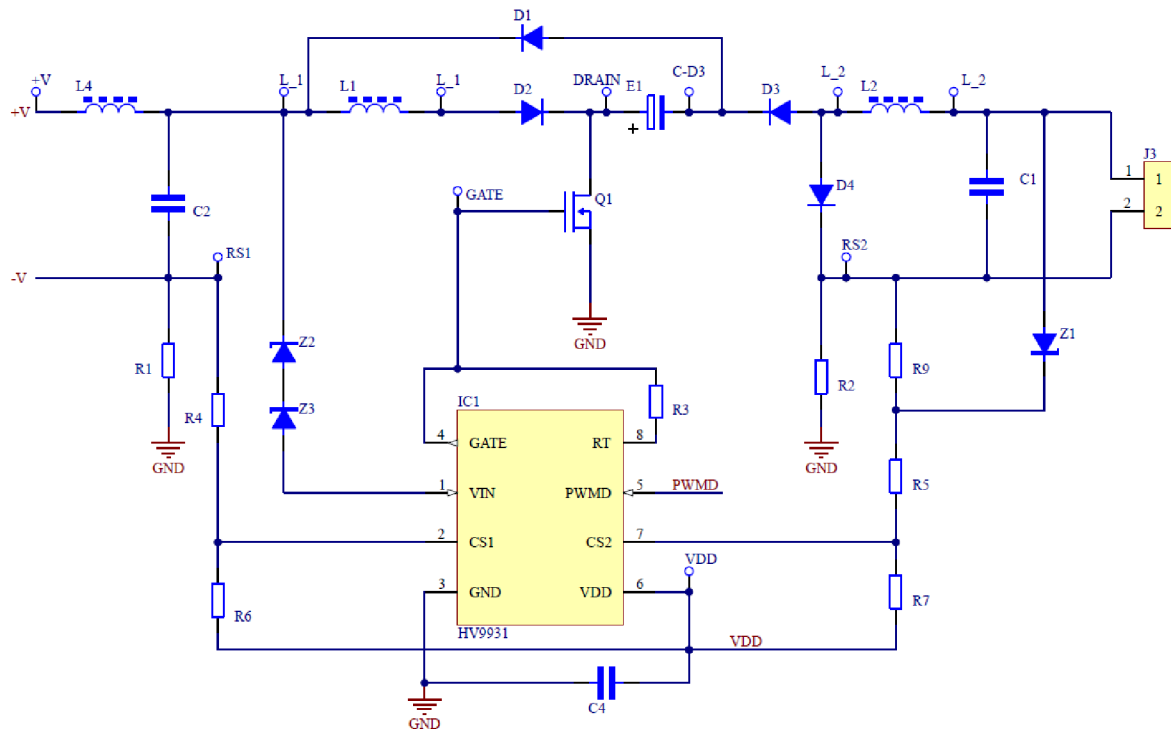 D1
+V
L4
L_1
L1
L_1
D2
DRAIN
E1
C-D3
D3
L_2
L2
L_2
+V
+
J3
1
1
2
2
C2
GATE
Q1
D4
C1
RS1
RS2
-V
GND
Z1
R1
Z2
R2
R9
R4
Z3
IC1
R3
GND
GND
4
GATE
RT
8
1
VIN
PWMD
5
PWMD
R5
2
CS1
CS2
7
VDD
3
GND
VDD
6
R6
R7
HV9931
VDD
C4
GND